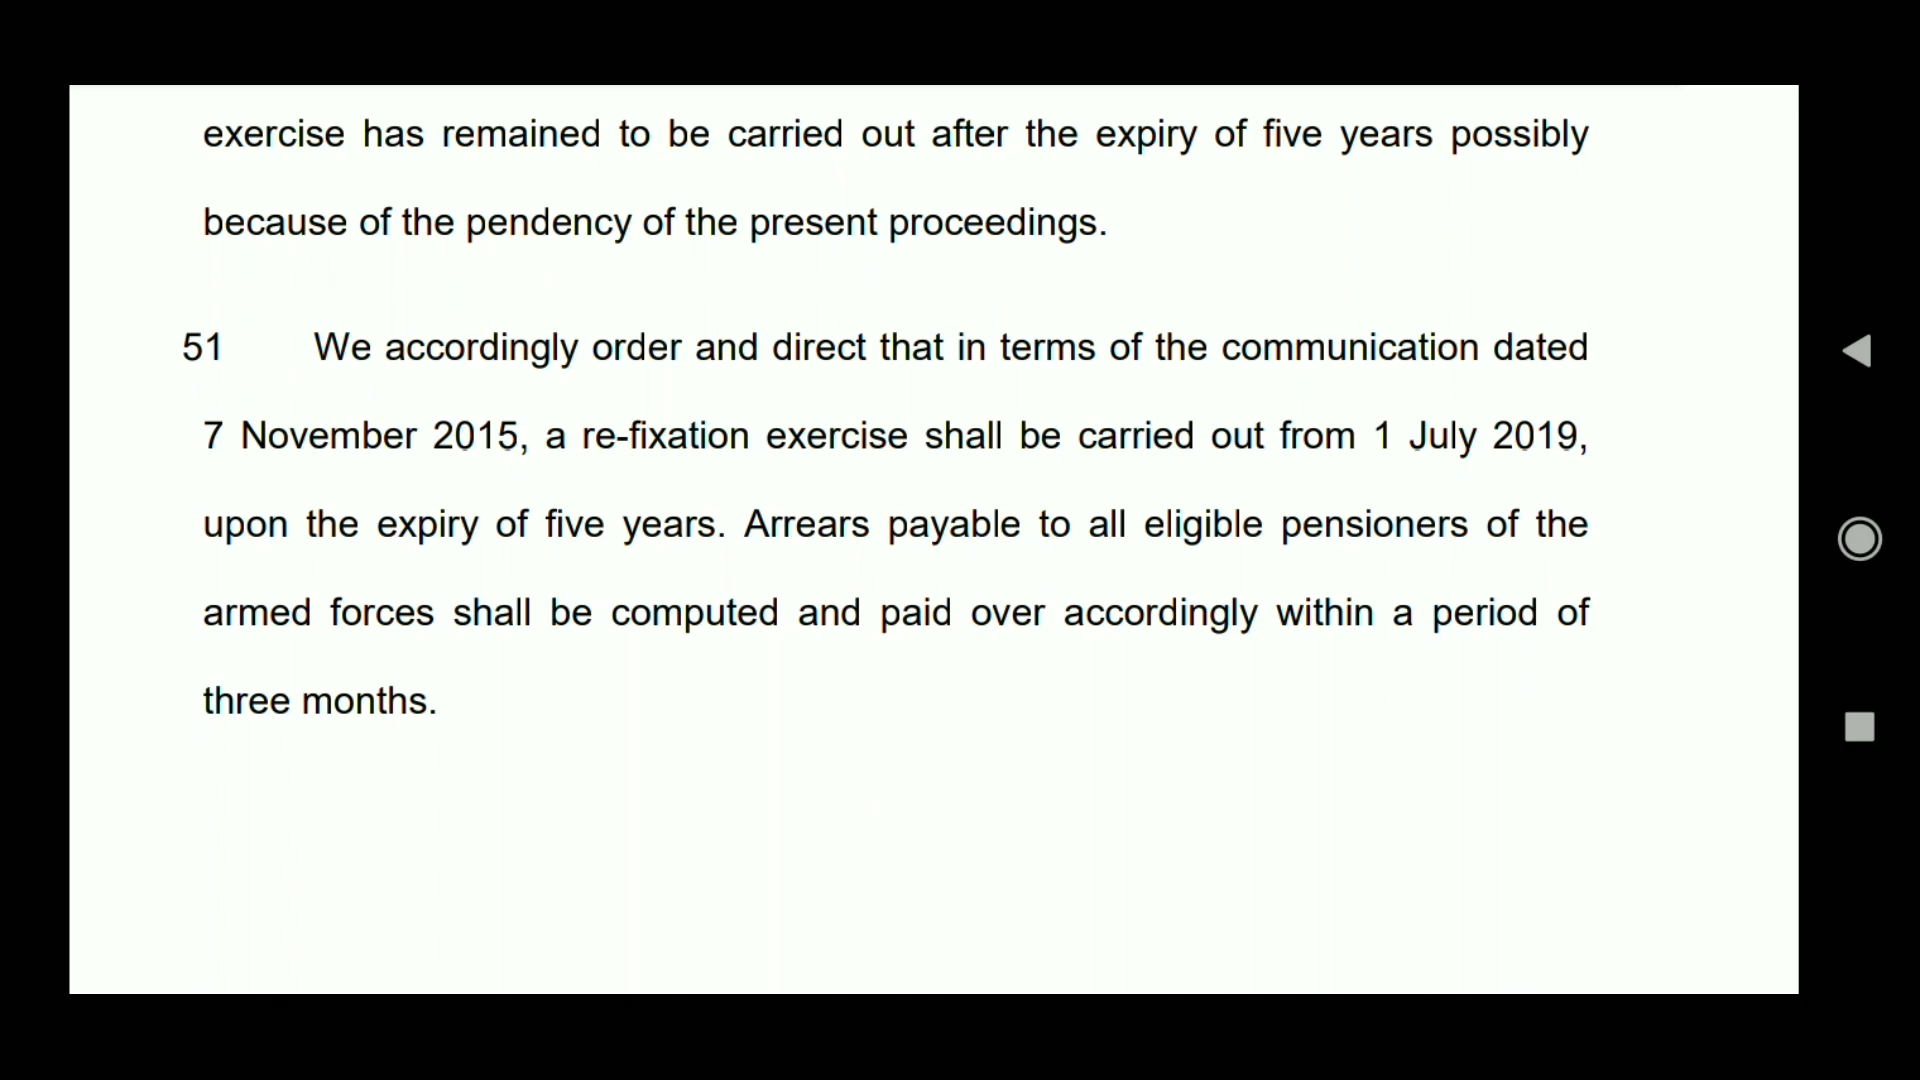 exercise has remained to be carried out after the expiry of five years possibly
because of the pendency of the present proceedings.
51 We accordingly order and direct that in terms of the communication dated
7 November 2015, a re-fixation exercise shall be carried out from 1 July 2019,
upon the expiry of five years. Arrears payable to all eligible pensioners of the
armed forces shall be computed and paid over accordingly within a period of
three months.